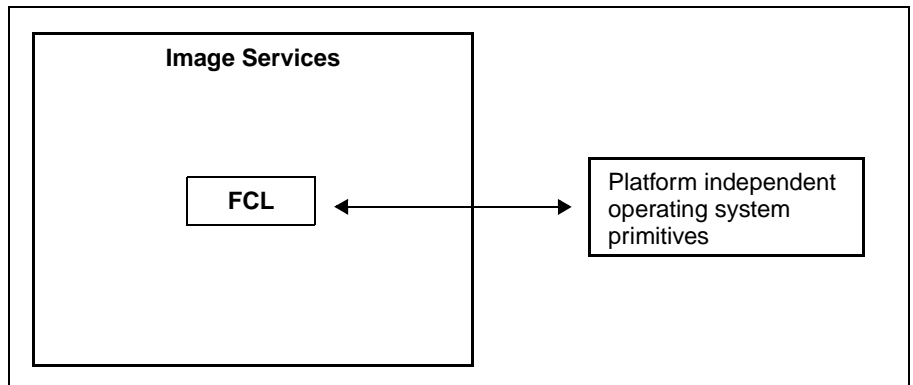 Image Services
FCL
Platform independent
operating system
primitives